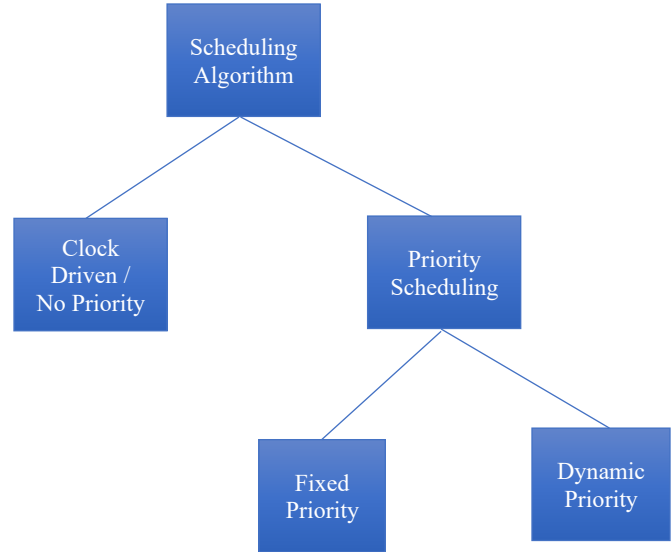 Scheduling
Algorithm
Clock
Driven /
No Priority
Priority
Scheduling
Fixed
Priority
Dynamic
Priority